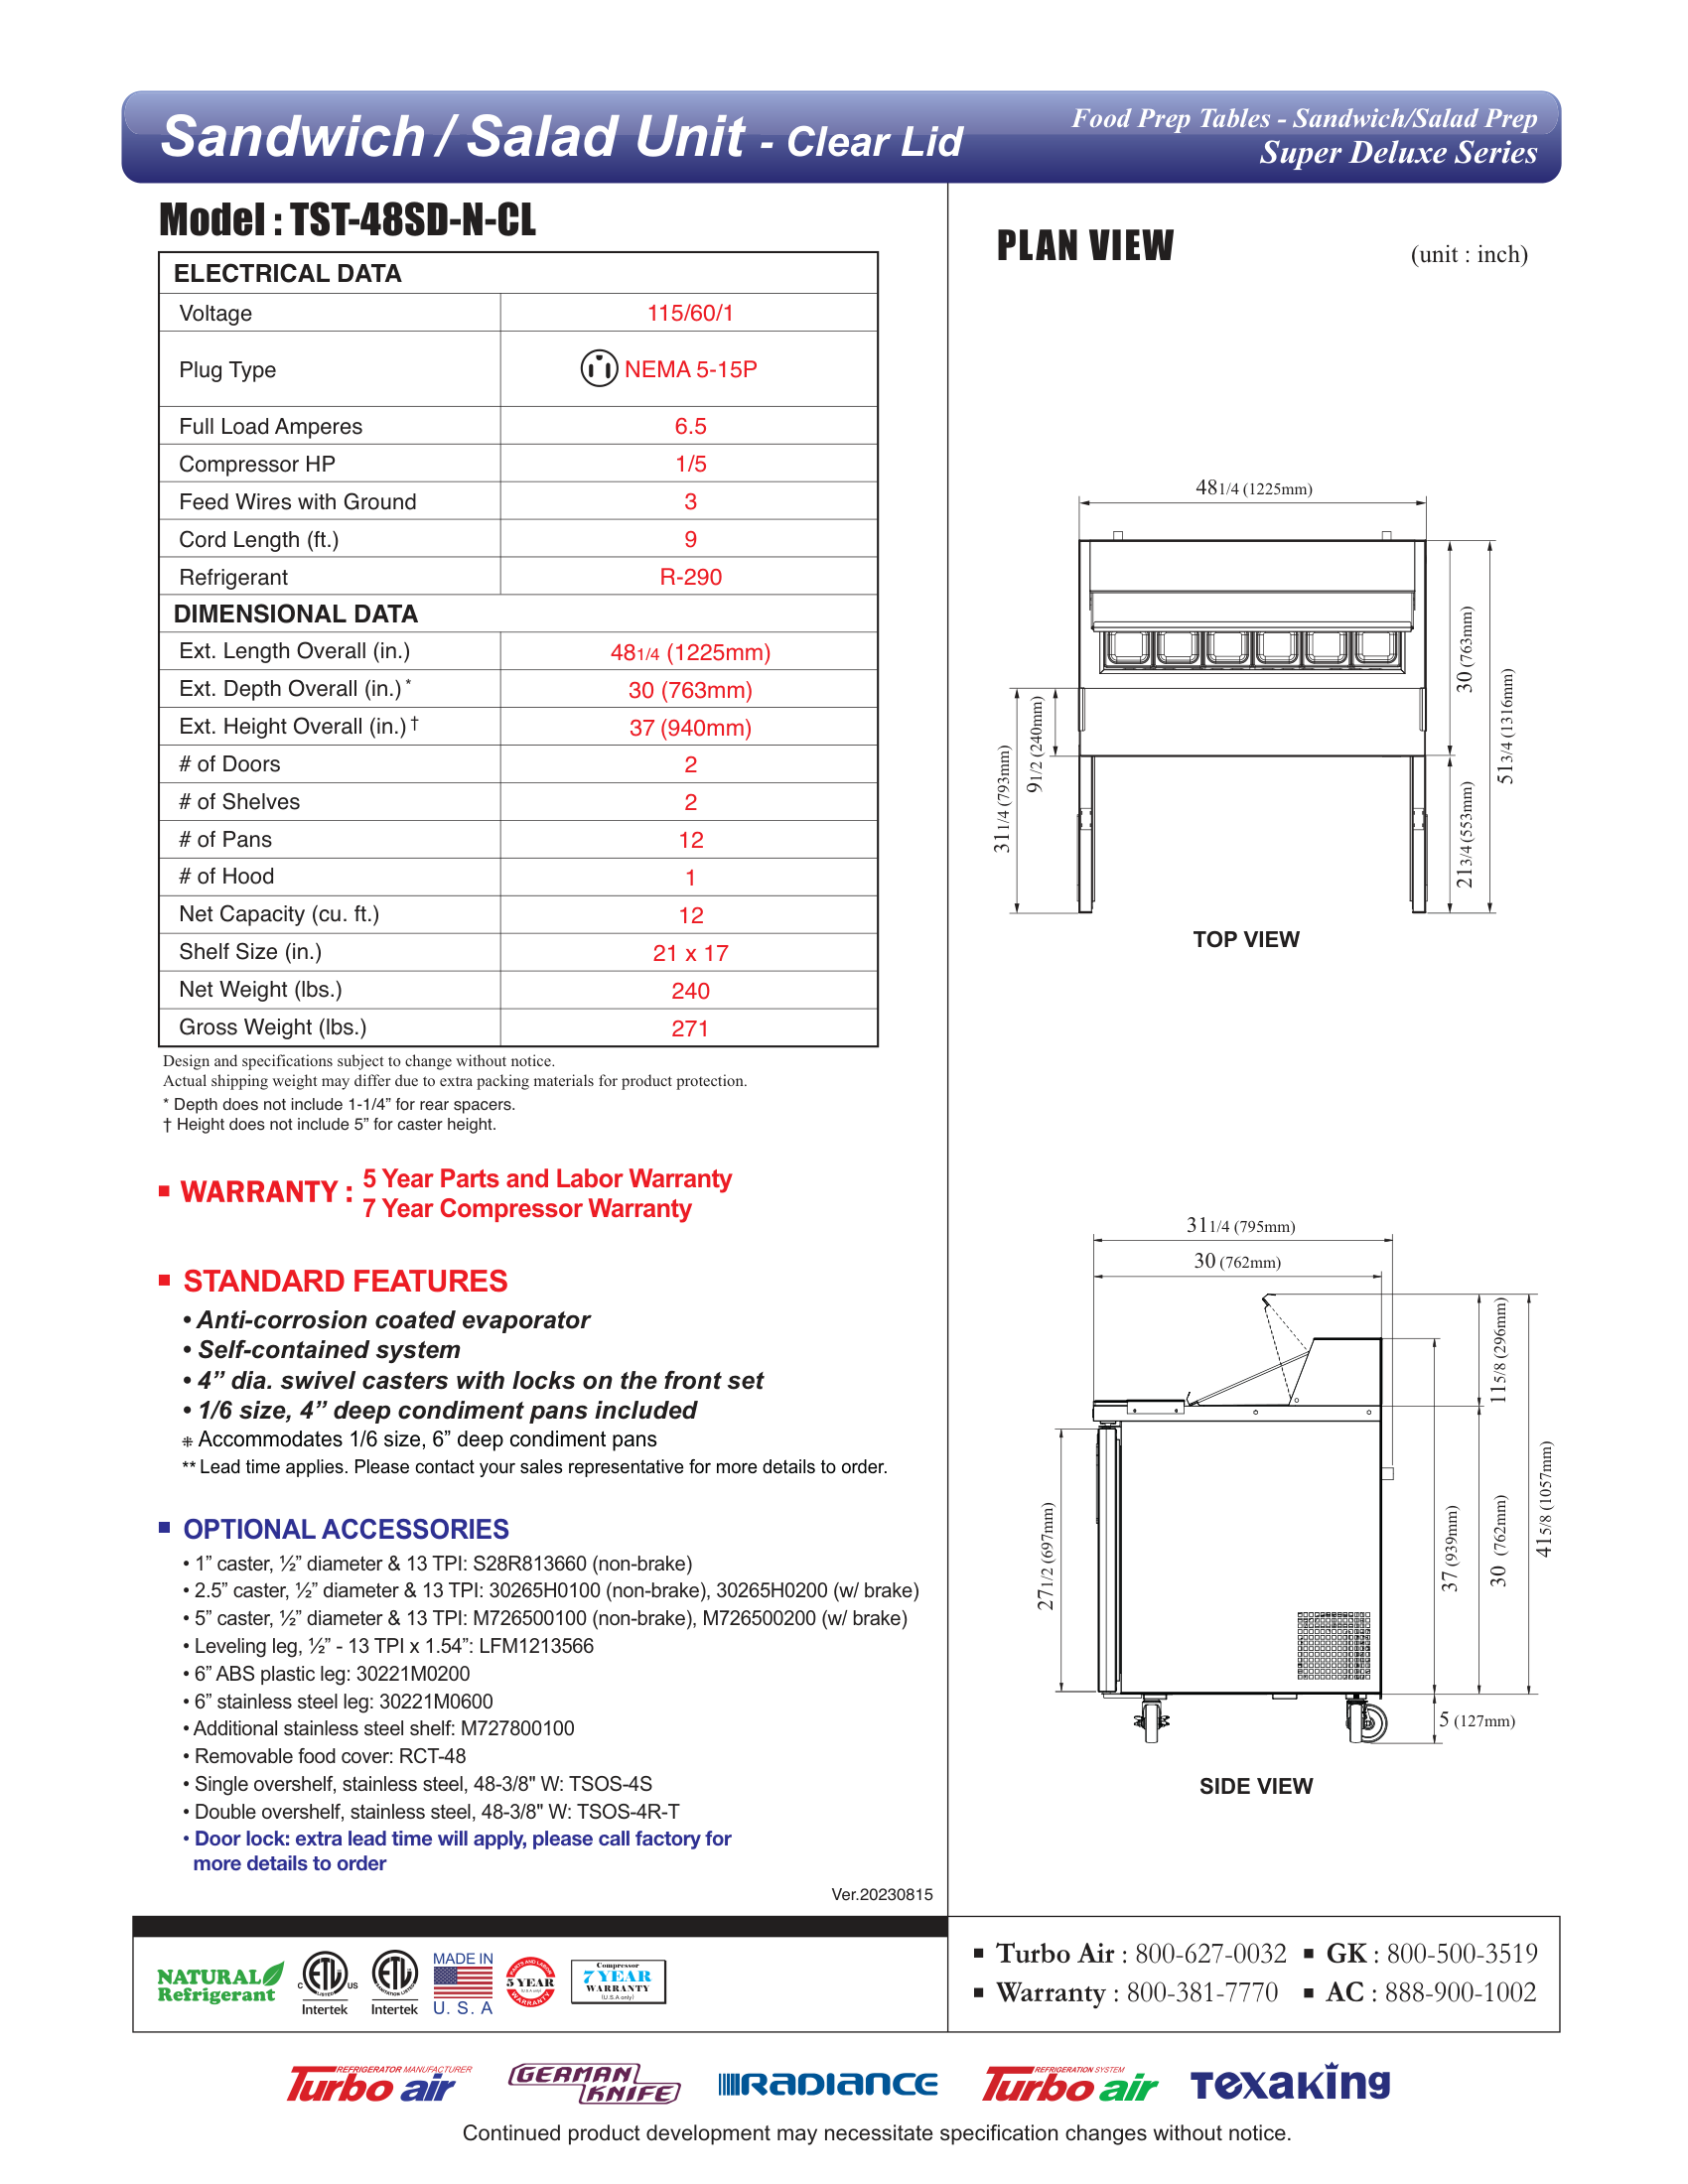 Sandwich / Salad Unit - Clear Lid
Food Prep Tables - Sandwich/Salad Prep
Super Deluxe Series
Model : TST-48SD-N-CL
ELECTRICAL DATA
Voltage 115/60/1
Plug Type NEMA 5-15P
Full Load Amperes 6.5
Compressor HP 1/5
Feed Wires with Ground 3
Cord Length (ft.) 9
Refrigerant R-290
DIMENSIONAL DATA
Ext. Length Overall (in.) 481/4 (1225mm)
Ext. Depth Overall (in.) * 30 (763mm)
Ext. Height Overall (in.) † 37 (940mm)
# of Doors 2
# of Shelves 2
# of Pans 12
# of Hood 1
Net Capacity (cu. ft.) 12
Shelf Size (in.) 21 x 17
Net Weight (lbs.) 240
Gross Weight (lbs.) 271
Design and specifications subject to change without notice.
Actual shipping weight may differ due to extra packing materials for product protection.
* Depth does not include 1-1/4” for rear spacers.
† Height does not include 5” for caster height.
WARRANTY : 5 Year Parts and Labor Warranty
7 Year Compressor Warranty
STANDARD FEATURES
• Anti-corrosion coated evaporator
• Self-contained system
• 4” dia. swivel casters with locks on the front set
• 1/6 size, 4” deep condiment pans included
⁜ Accommodates 1/6 size, 6” deep condiment pans
** Lead time applies. Please contact your sales representative for more details to order.
OPTIONAL ACCESSORIES
• 1” caster, ½” diameter & 13 TPI: S28R813660 (non-brake)
• 2.5” caster, ½” diameter & 13 TPI: 30265H0100 (non-brake), 30265H0200 (w/ brake)
• 5” caster, ½” diameter & 13 TPI: M726500100 (non-brake), M726500200 (w/ brake)
• Leveling leg, ½” - 13 TPI x 1.54”: LFM1213566
• 6” ABS plastic leg: 30221M0200
• 6” stainless steel leg: 30221M0600
• Additional stainless steel shelf: M727800100
• Removable food cover: RCT-48
• Single overshelf, stainless steel, 48-3/8" W: TSOS-4S
• Double overshelf, stainless steel, 48-3/8" W: TSOS-4R-T
• Door lock: extra lead time will apply, please call factory for
more details to order
Ver.20230815
PLAN VIEW
(unit : inch)
481/4 (1225mm)
30 (763mm)
513/4 (1316mm)
91/2 (240mm)
311/4 (793mm)
213/4 (553mm)
TOP VIEW
311/4 (795mm)
30 (762mm)
115/8 (296mm)
271/2 (697mm)
37 (939mm)
30 (762mm)
415/8 (1057mm)
5 (127mm)
SIDE VIEW
NATURAL
Refrigerant
C ETL US
LISTED
Intertek
ETL
SANITATION LISTED
Intertek
MADE IN
U. S. A
PARTS AND LABOR
5 YEAR
(U.S.A only)
WARRANTY
Compressor
7 YEAR
WARRANTY
(U.S.A only)
Turbo Air : 800-627-0032
GK : 800-500-3519
Warranty : 800-381-7770
AC : 888-900-1002
REFRIGERATOR MANUFACTURER
Turbo air
GERMAN
KNIFE
RADIANCE
REFRIGERATION SYSTEM
Turbo air
TEXAKING
Continued product development may necessitate specification changes without notice.